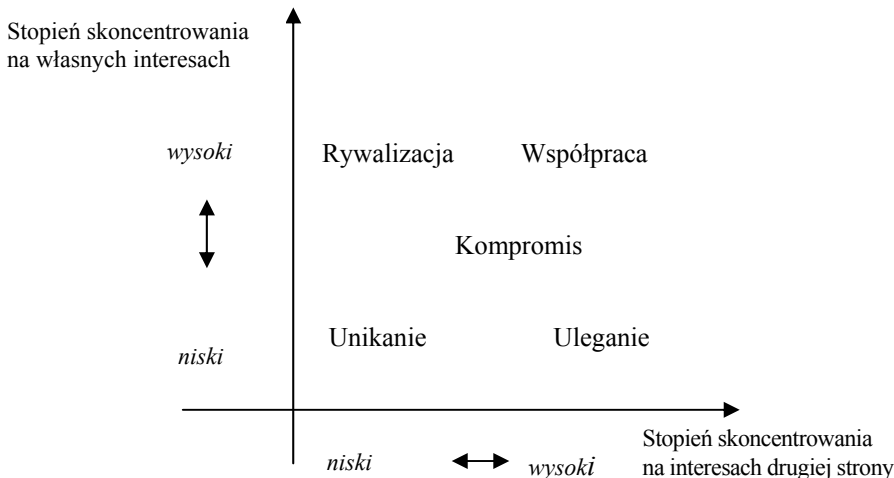 Stopień skoncentrowania
na własnych interesach
wysoki
Rywalizacja
Współpraca
Kompromis
Unikanie
Uleganie
niski
niski
wysoki
Stopień skoncentrowania
na interesach drugiej strony